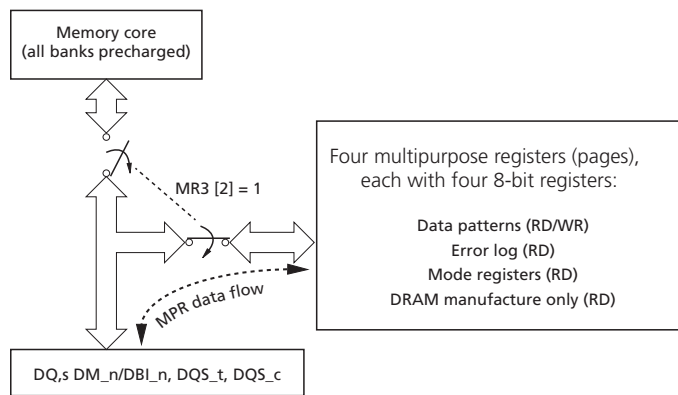 Memory core
(all banks precharged)
MR3 [2] = 1
Four multipurpose registers (pages),
each with four 8-bit registers:
Data patterns (RD/WR)
Error log (RD)
Mode registers (RD)
DRAM manufacture only (RD)
MPR data flow
DQ,s DM_n/DBI_n, DQS_t, DQS_c